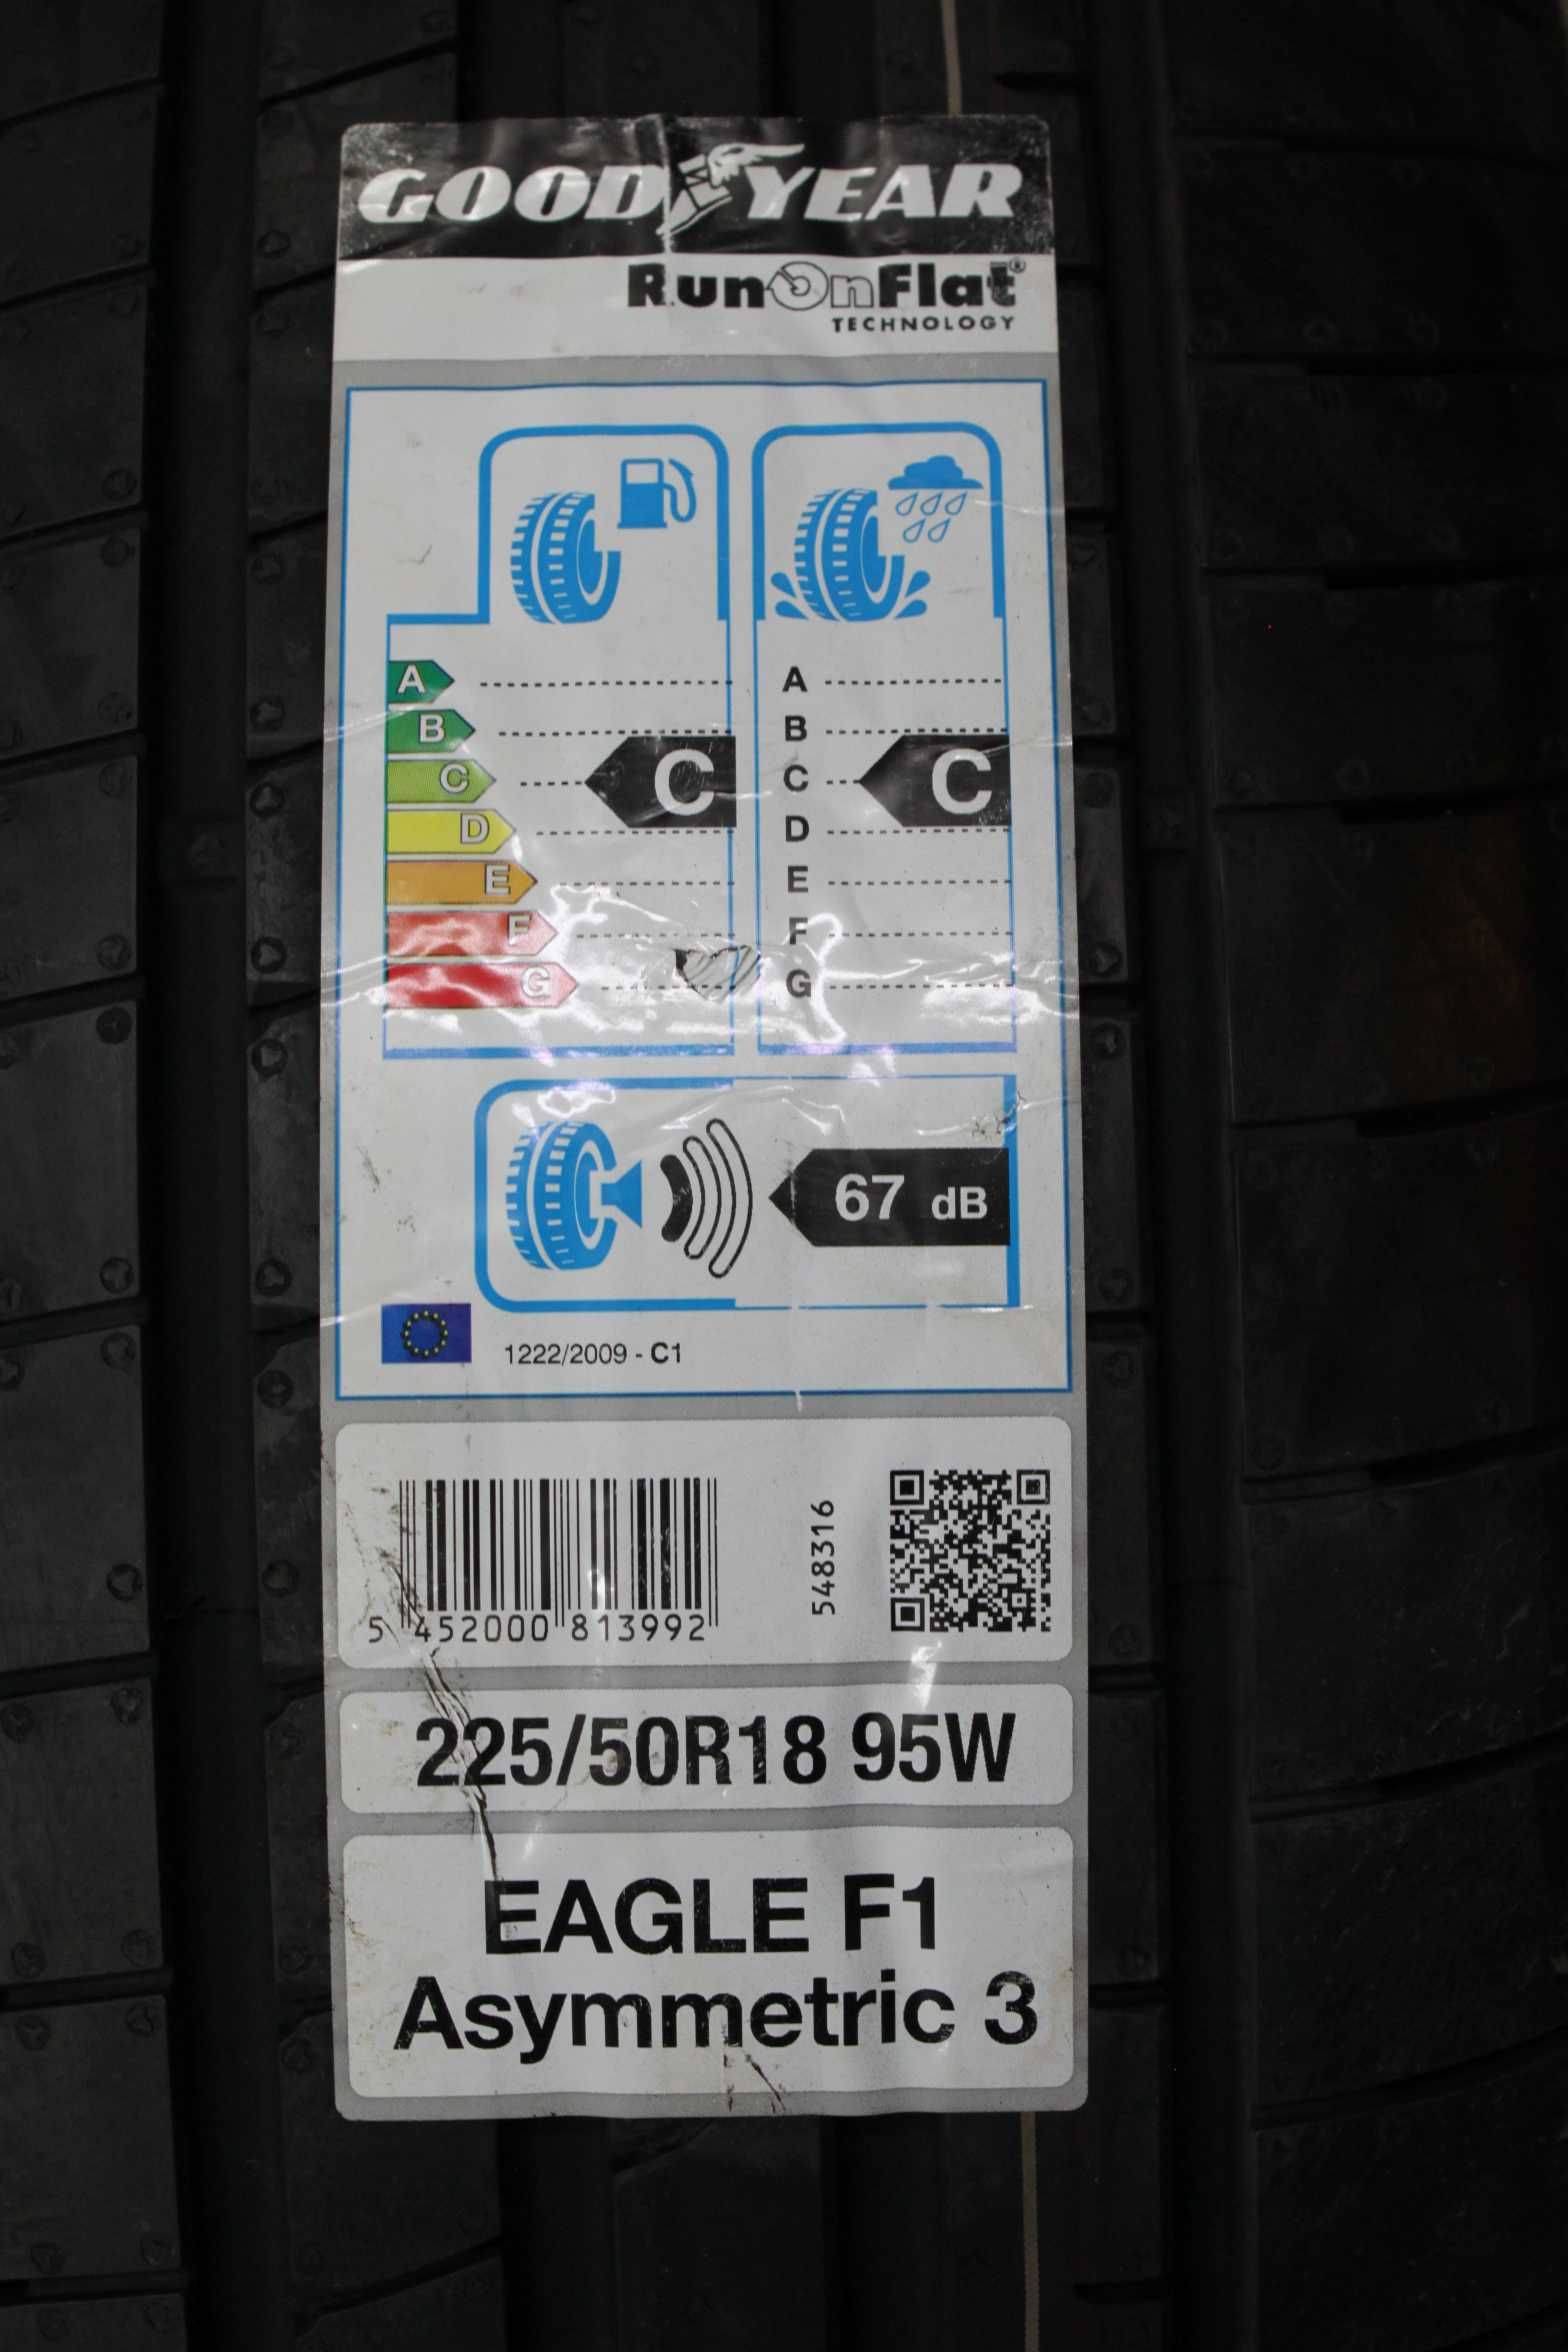 GOODYEAR
RunOnFlat®
TECHNOLOGY
A A
B B
C C C C
D D
E E
F F
G G
67 dB
1222/2009 - C1
548316
5 452000 813992
225/50R18 95W
EAGLE F1
Asymmetric 3